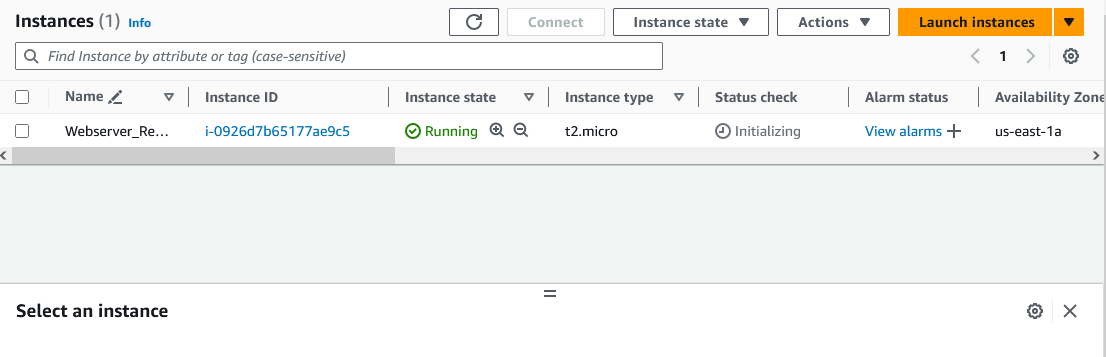 Instances (1) Info
Connect
Instance state
Actions
Launch instances
Find Instance by attribute or tag (case-sensitive)
1
Name Instance ID Instance state Instance type Status check Alarm status Availability Zone
Webserver_Re... i-0926d7b65177ae9c5 Running t2.micro Initializing View alarms + us-east-1a
Select an instance